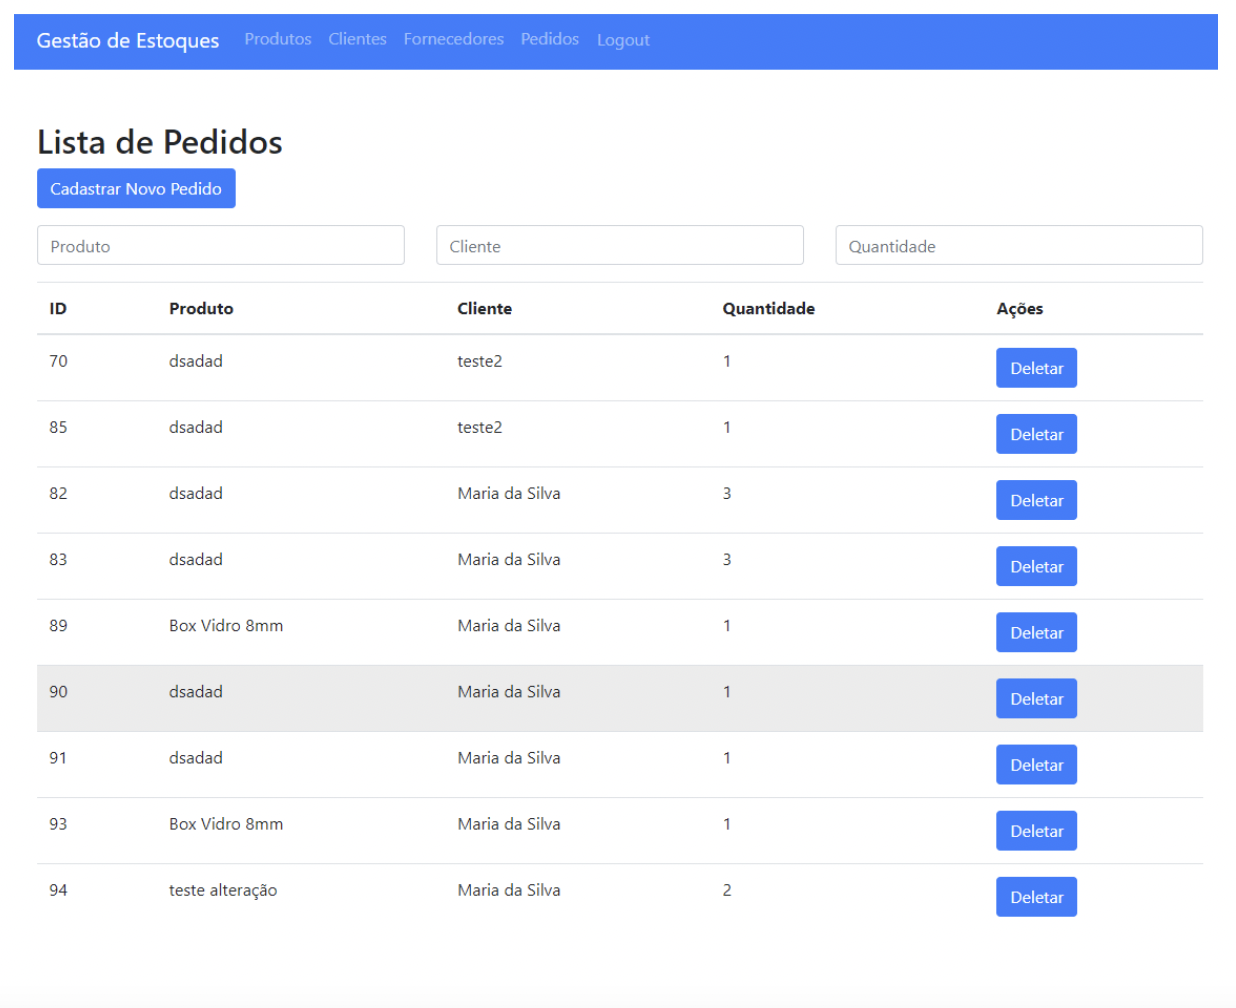 Gestão de Estoques Produtos Clientes Fornecedores Pedidos Logout
Lista de Pedidos
Cadastrar Novo Pedido
Produto Cliente Quantidade
ID Produto Cliente Quantidade Ações
70 dsadad teste2 1 Deletar
85 dsadad teste2 1 Deletar
82 dsadad Maria da Silva 3 Deletar
83 dsadad Maria da Silva 3 Deletar
89 Box Vidro 8mm Maria da Silva 1 Deletar
90 dsadad Maria da Silva 1 Deletar
91 dsadad Maria da Silva 1 Deletar
93 Box Vidro 8mm Maria da Silva 1 Deletar
94 teste alteração Maria da Silva 2 Deletar